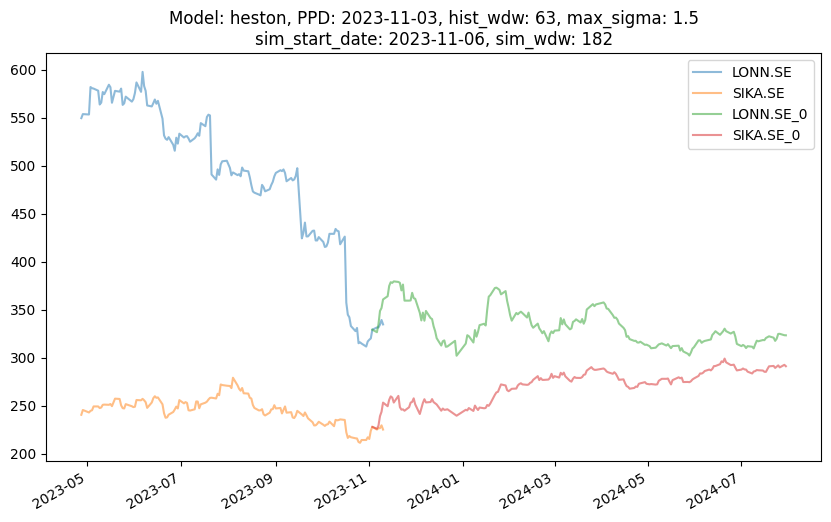 Model: heston, PPD: 2023-11-03, hist_wdw: 63, max_sigma: 1.5
sim_start_date: 2023-11-06, sim_wdw: 182
LONN.SE
SIKA.SE
LONN.SE_0
SIKA.SE_0
600
550
500
450
400
350
300
250
200
2023-05
2023-07
2023-09
2023-11
2024-01
2024-03
2024-05
2024-07